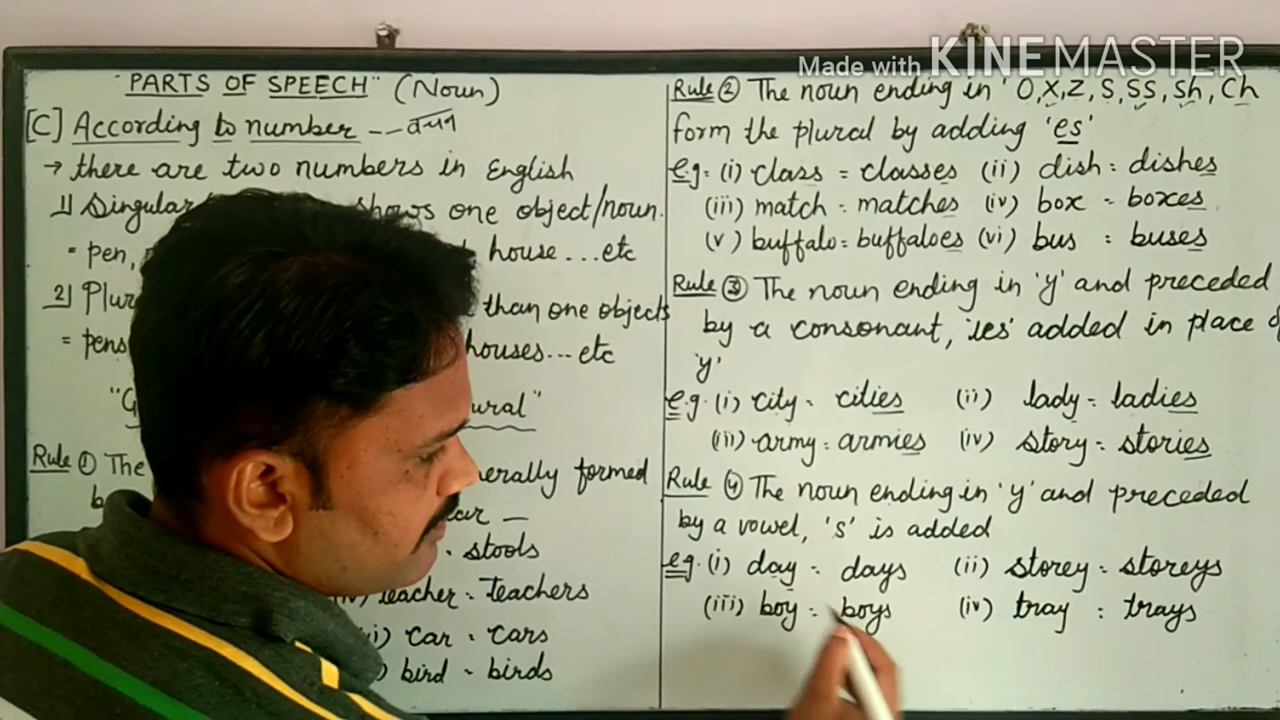 Made with KINEMASTER
"PARTS OF SPEECH" (Noun)
[C] According to number -- वचन
→ there are two numbers in English
1) Singular shows one object/noun.
= pen, house...etc
2) Plur than one objects
= pens houses...etc
ural"
Rule ① The nerally formed
stools
teacher = Teachers
car = cars
bird = birds
Rule ② The noun ending in 'O, X, Z, S, SS, Sh, Ch
form the plural by adding 'es'
e.g. (i) class = classes (ii) dish = dishes
(iii) match = matches (iv) box = boxes
(v) buffalo = buffaloes (vi) bus = buses
Rule ③ The noun ending in 'y' and preceded
by a consonant, 'ies' added in place
'y'
e.g. (i) city = cities (ii) lady = ladies
(iii) army = armies (iv) story = stories
Rule ④ The noun ending in 'y' and preceded
by a vowel, 's' is added
eg. (i) day = days (ii) storey = storeys
(iii) boy = boys (iv) tray = trays